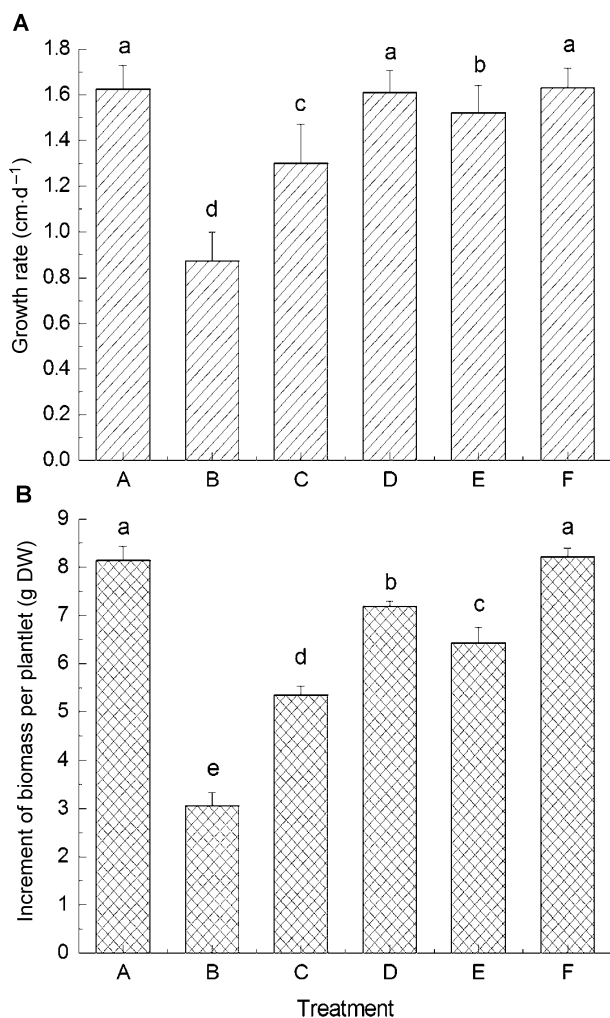 A
a
a
a
b
c
d
1.8
1.6
1.4
1.2
1.0
0.8
0.6
0.4
0.2
0.0
Growth rate (cm·d⁻¹)
A B C D E F
B
a
a
b
c
d
e
9
8
7
6
5
4
3
2
1
0
Increment of biomass per plantlet (g DW)
A B C D E F
Treatment